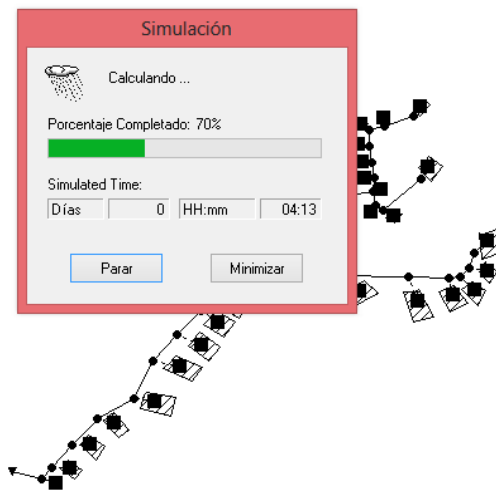 Simulación
Calculando ...
Porcentaje Completado: 70%
Simulated Time:
Días 0 HH:mm 04:13
Parar Minimizar